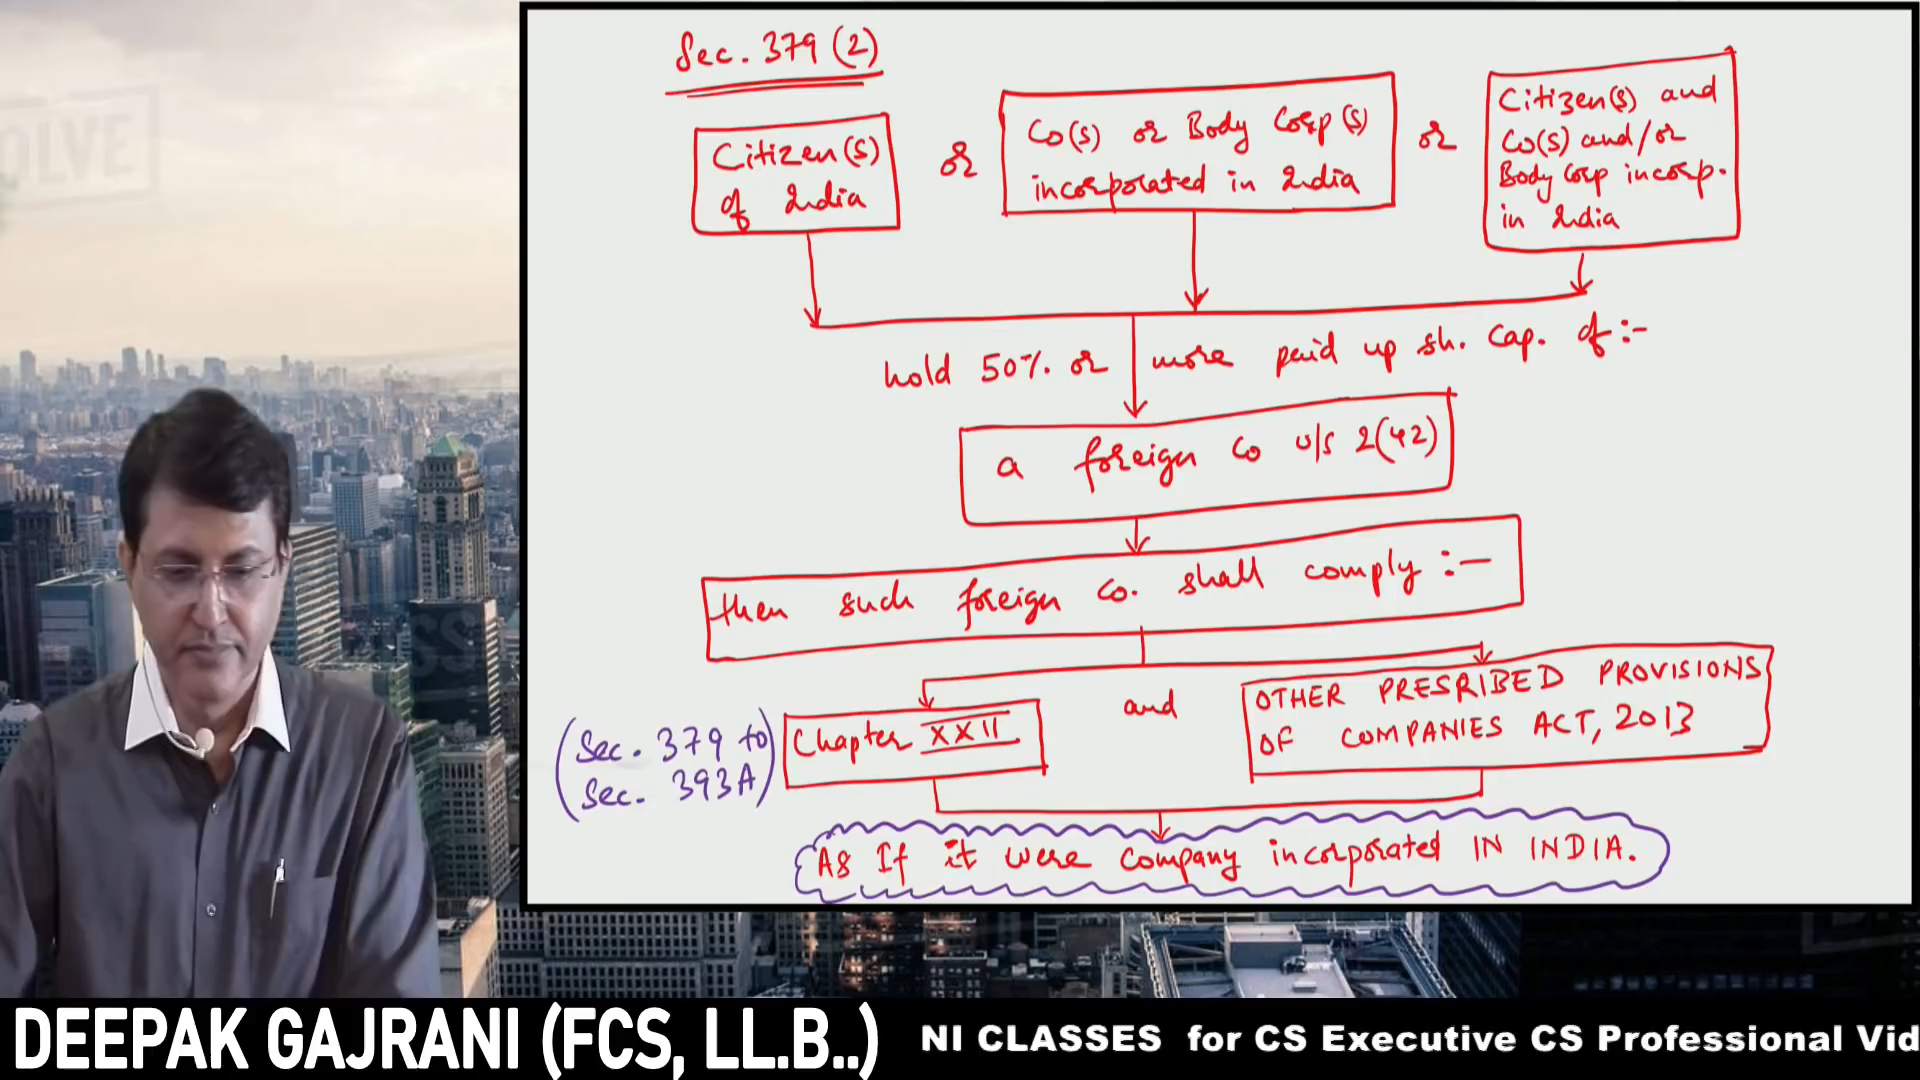 Sec. 379 (2)
Citizen(s)
of India
or
Co(s) or Body Corp(s)
incorporated in India
or
Citizen(s) and
Co(s) and/or
Body Corp incorp.
in India
hold 50% or more paid up sh. cap. of :-
a foreign Co u/s 2(42)
then such foreign Co. shall comply :-
(Sec. 379 to
Sec. 393A)
Chapter XXII
and
OTHER PRESRIBED PROVISIONS
OF COMPANIES ACT, 2013
As If it were company incorporated IN INDIA.
OLVE
SS
DEEPAK GAJRANI (FCS, LL.B..)
NI CLASSES for CS Executive CS Professional Vid